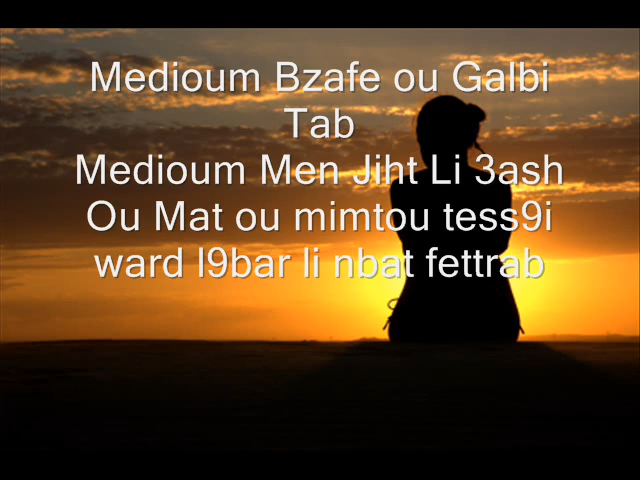 Medioum Bzafe ou Galbi
Tab
Medioum Men Jiht Li 3ash
Ou Mat ou mimtou tess9i
ward l9bar li nbat fettrab